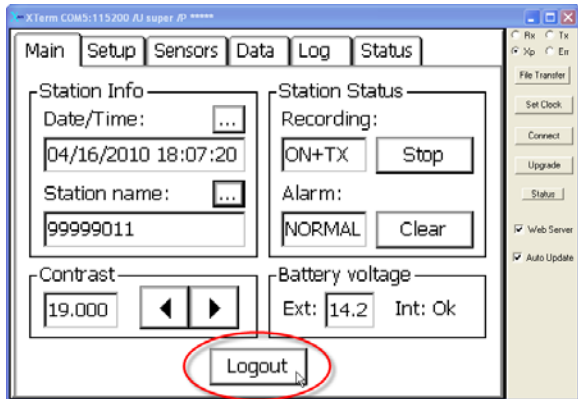 XTerm COM5:115200 /U super /P *****
Main Setup Sensors Data Log Status
Station Info
Date/Time: ...
04/16/2010 18:07:20
Station name: ...
99999011
Station Status
Recording:
ON+TX Stop
Alarm:
NORMAL Clear
Contrast
19.000
Battery voltage
Ext: 14.2 Int: Ok
Logout
Rx Tx
Xp Err
File Transfer
Set Clock
Connect
Upgrade
Status
Web Server
Auto Update